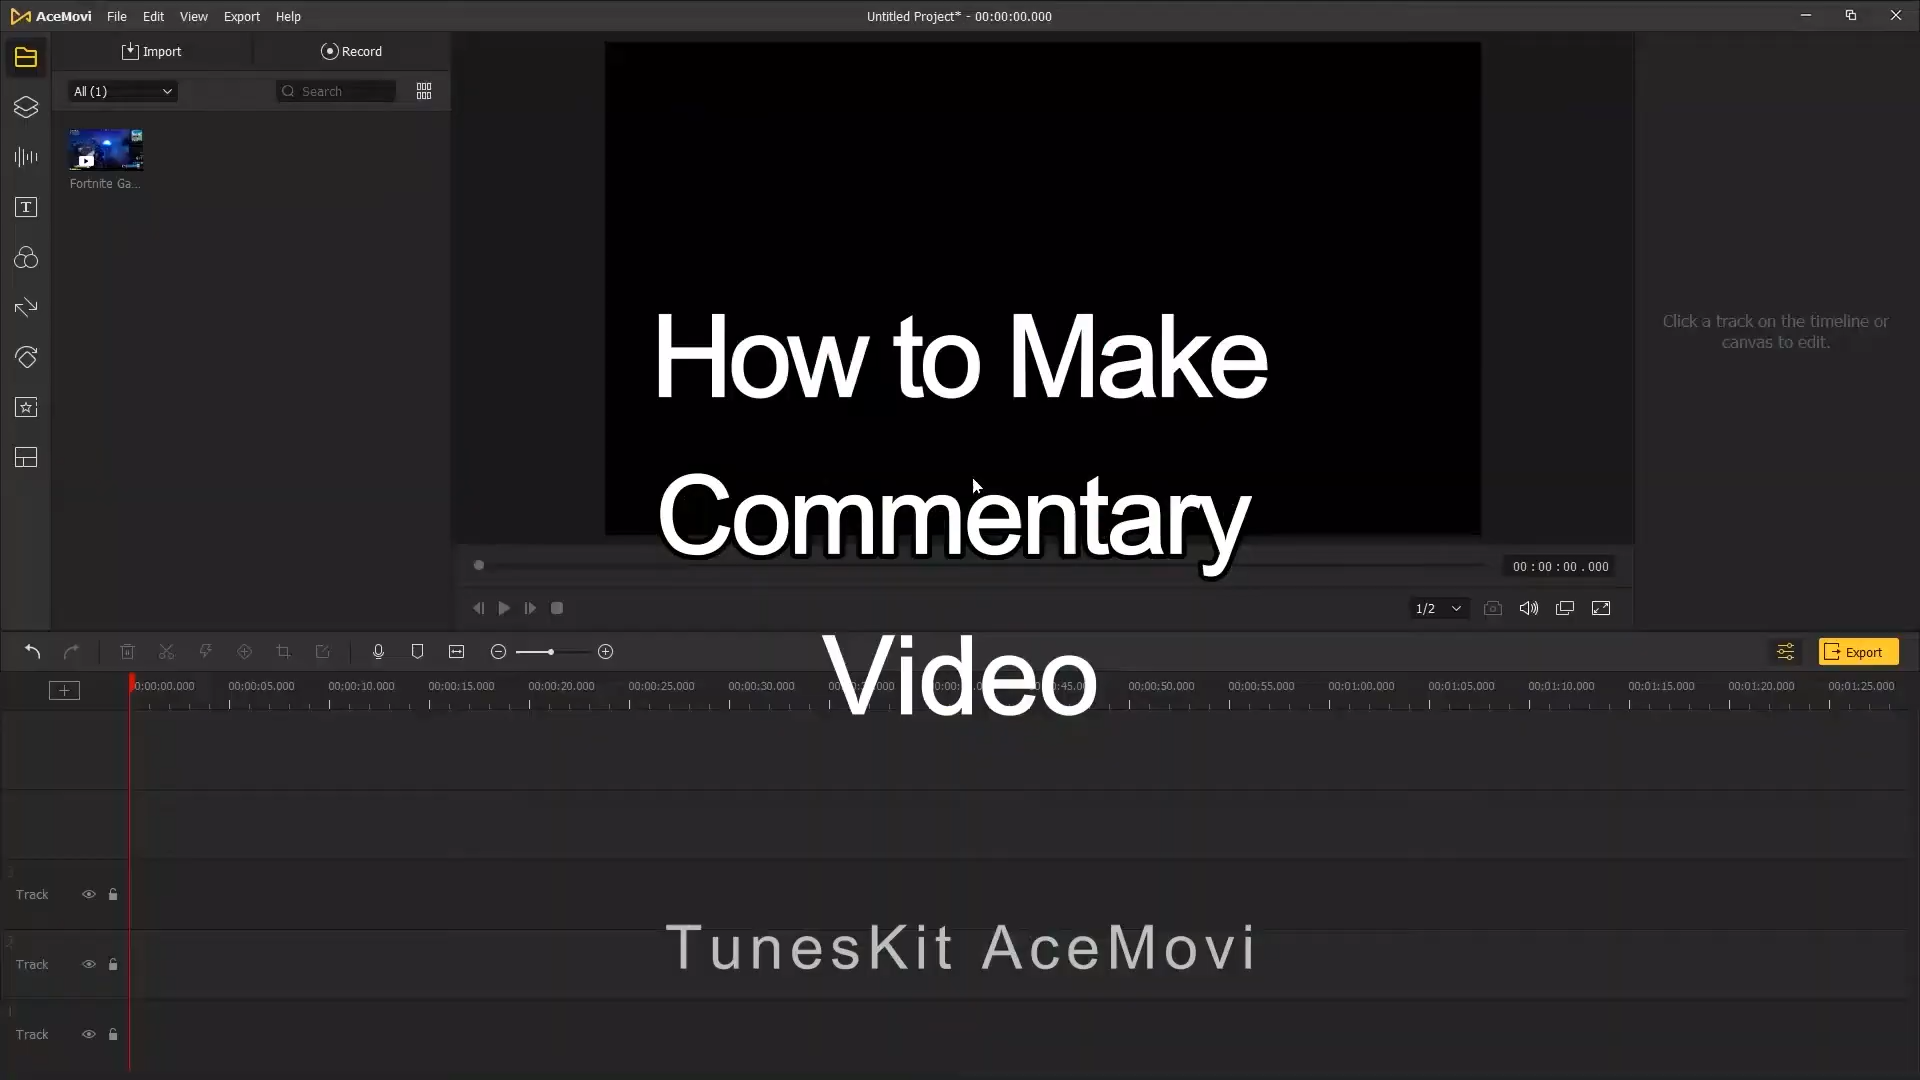 AceMovi File Edit View Export Help Untitled Project* - 00:00:00.000
Import Record
All (1) Search
Fortnite Ga...
Click a track on the timeline or
canvas to edit.
How to Make
Commentary
Video
00:00:00.000
1/2
Export
0:00:00.000 00:00:05.000 00:00:10.000 00:00:15.000 00:00:20.000 00:00:25.000 00:00:30.000 00:00:50.000 00:00:55.000 00:01:00.000 00:01:05.000 00:01:10.000 00:01:15.000 00:01:20.000 00:01:25.000
Track
TunesKit AceMovi
Track
Track